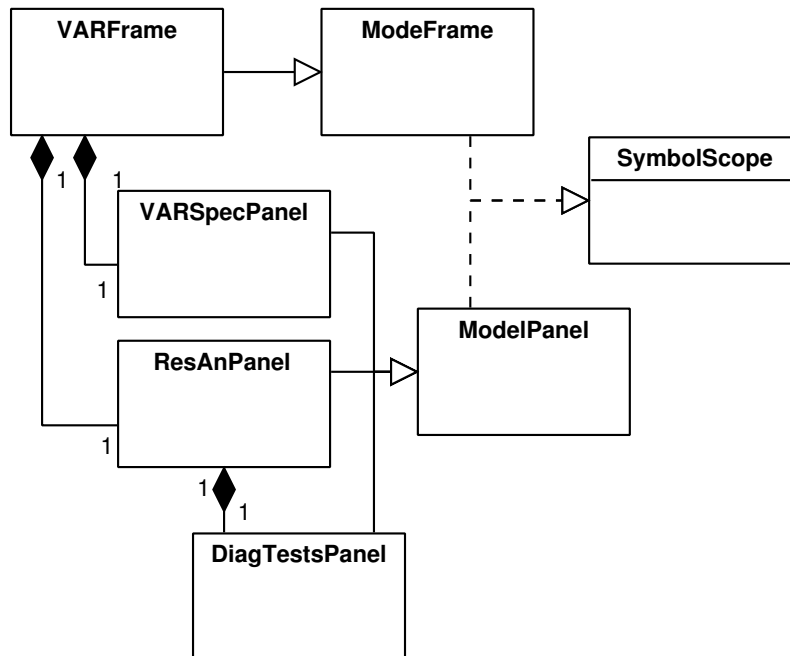 VARFrame
ModeFrame
SymbolScope
1
1
VARSpecPanel
1
ModelPanel
ResAnPanel
1
1
1
DiagTestsPanel